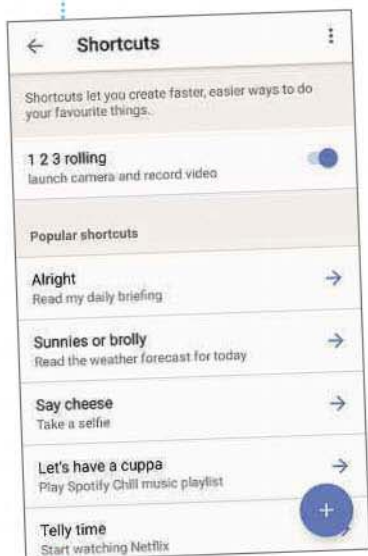 Shortcuts
Shortcuts let you create faster, easier ways to do
your favourite things.
1 2 3 rolling
launch camera and record video
Popular shortcuts
Alright
Read my daily briefing
Sunnies or brolly
Read the weather forecast for today
Say cheese
Take a selfie
Let's have a cuppa
Play Spotify Chill music playlist
Telly time
Start watching Netflix